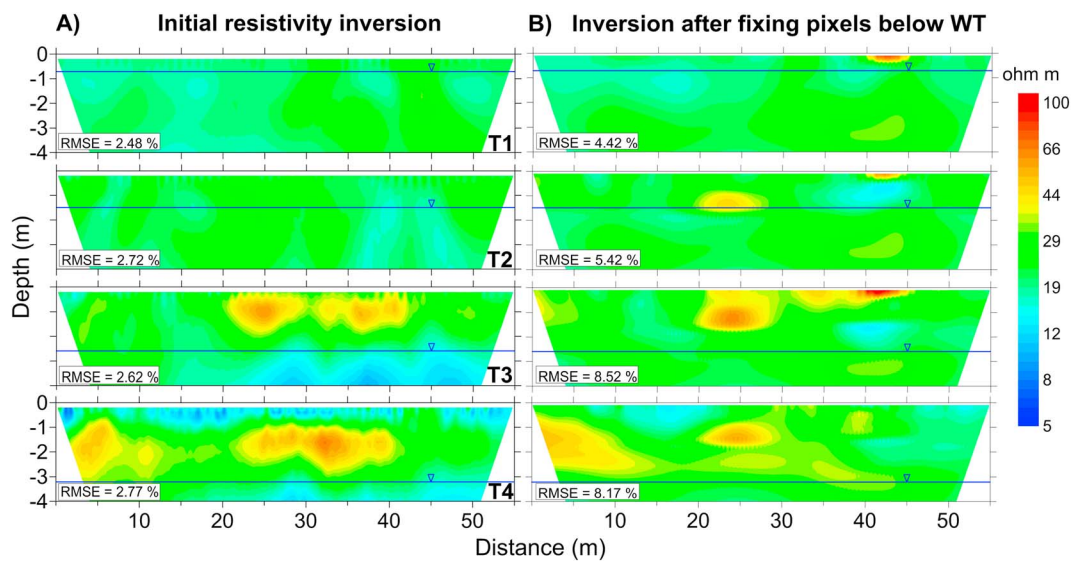 A) Initial resistivity inversion
B) Inversion after fixing pixels below WT
0
-1
-2
-3
-4
RMSE = 2.48 %
T1
RMSE = 4.42 %
RMSE = 2.72 %
T2
RMSE = 5.42 %
RMSE = 2.62 %
T3
RMSE = 8.52 %
0
-1
-2
-3
-4
RMSE = 2.77 %
T4
RMSE = 8.17 %
10 20 30 40 50
10 20 30 40 50
Distance (m)
Depth (m)
ohm m
100
66
44
29
19
12
8
5